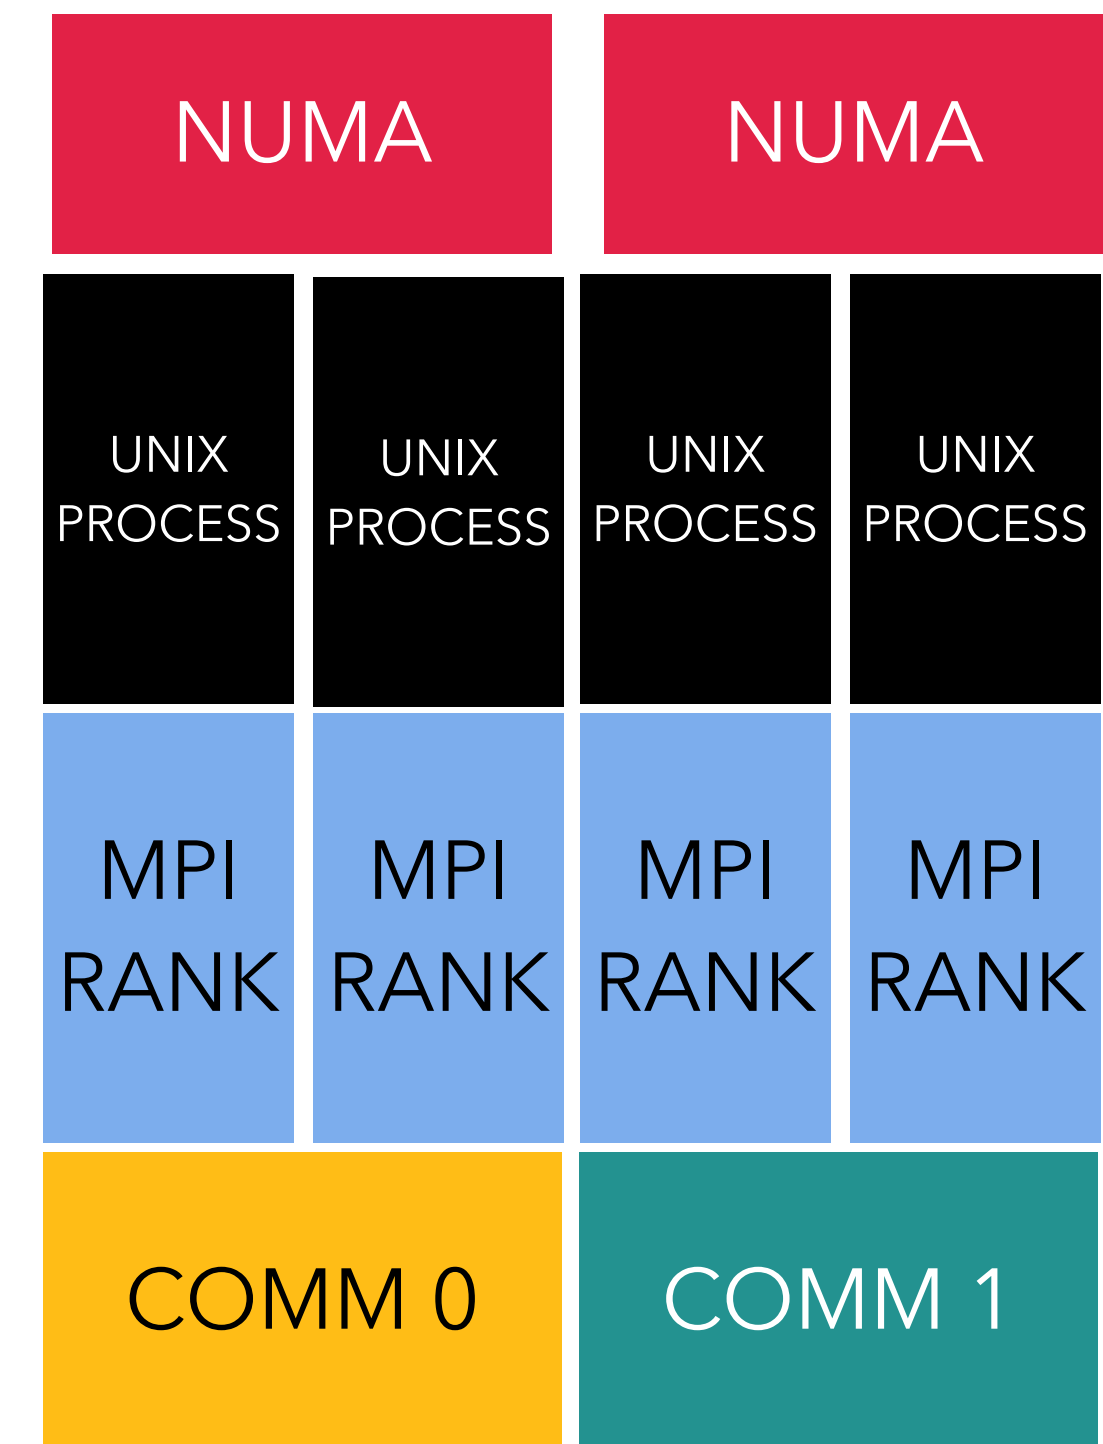 NUMA
NUMA
UNIX
PROCESS
UNIX
PROCESS
UNIX
PROCESS
UNIX
PROCESS
MPI
RANK
MPI
RANK
MPI
RANK
MPI
RANK
COMM 0
COMM 1